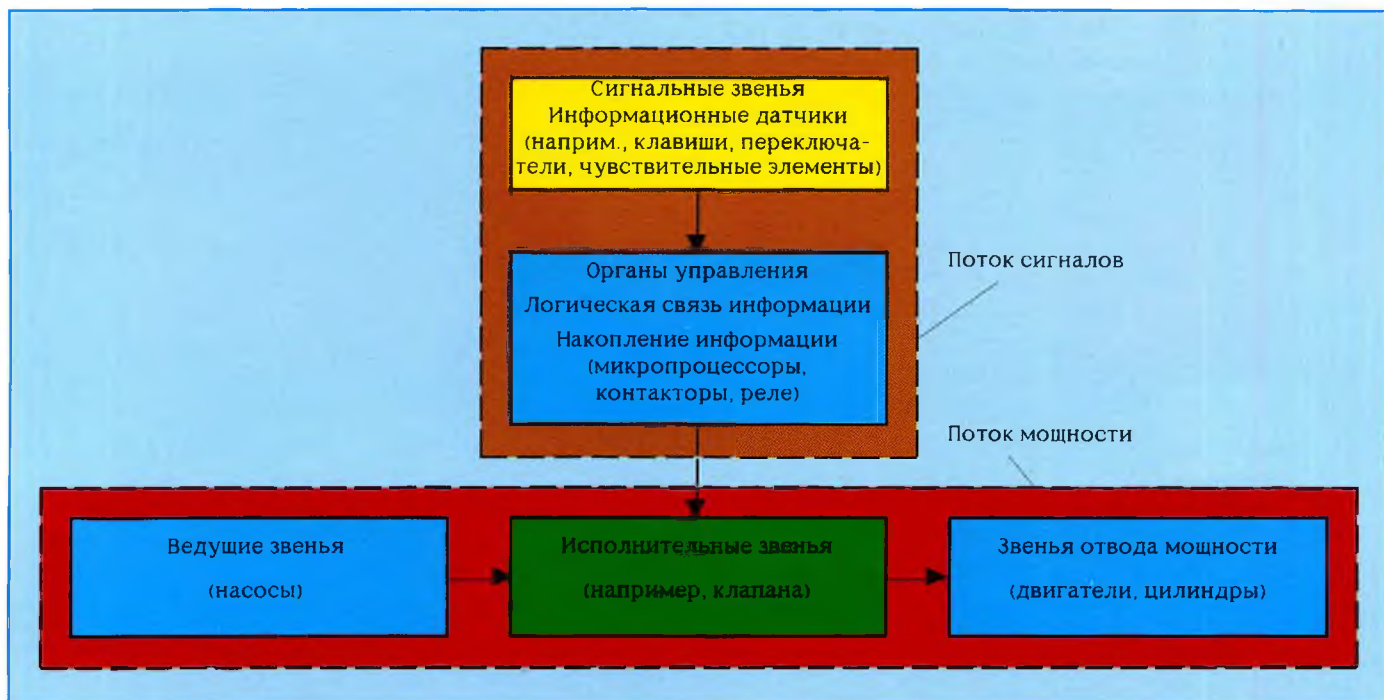 Сигнальные звенья
Информационные датчики
(наприм., клавиши, переключа-
тели, чувствительные элементы)
Органы управления
Логическая связь информации
Накопление информации
(микропроцессоры,
контакторы, реле)
Поток сигналов
Поток мощности
Ведущие звенья
(насосы)
Исполнительные звенья
(например, клапана)
Звенья отвода мощности
(двигатели, цилиндры)